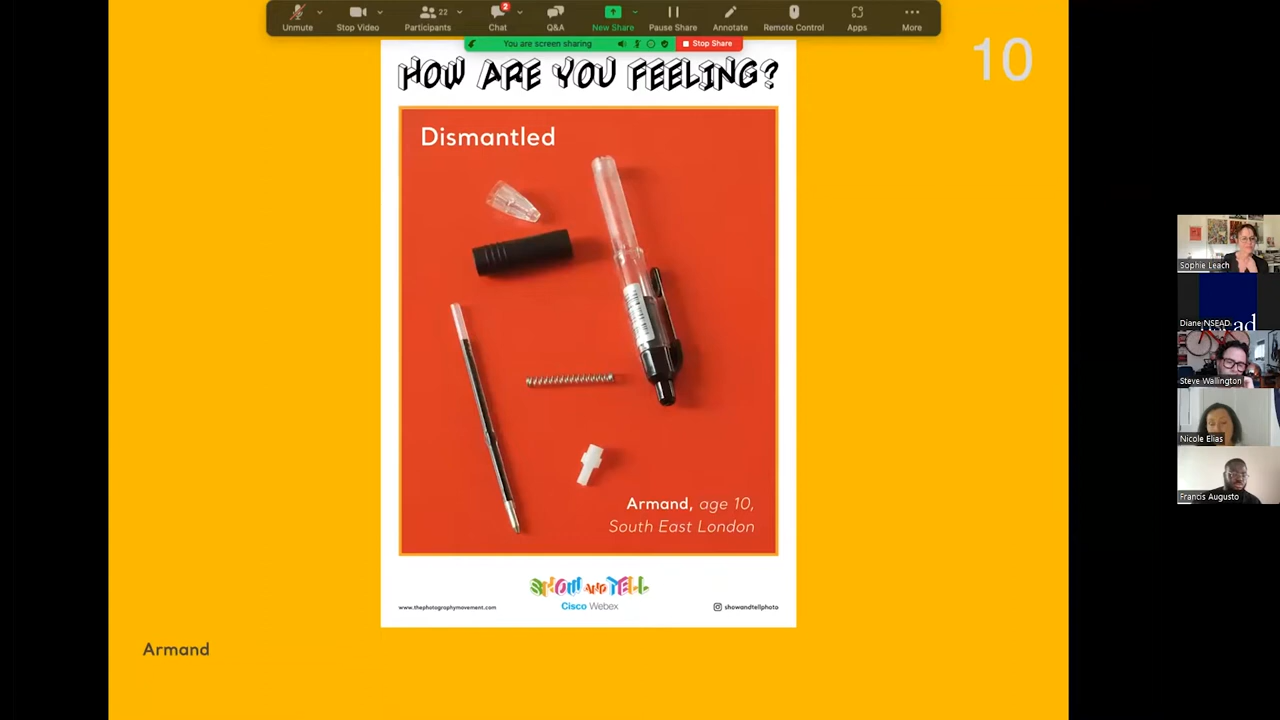 Unmute
Stop Video
Participants
22
Chat
2
Q&A
New Share
Pause Share
Annotate
Remote Control
Apps
More
You are screen sharing
Stop Share
10
HOW ARE YOU FEELING?
Dismantled
Armand, age 10,
South East London
SHOW AND TELL
Cisco Webex
www.thephotographymovement.com
showandtellphoto
Armand
Sophie Leach
Diane NSEAD
Steve Wallington
Nicole Elias
Francis Augusto